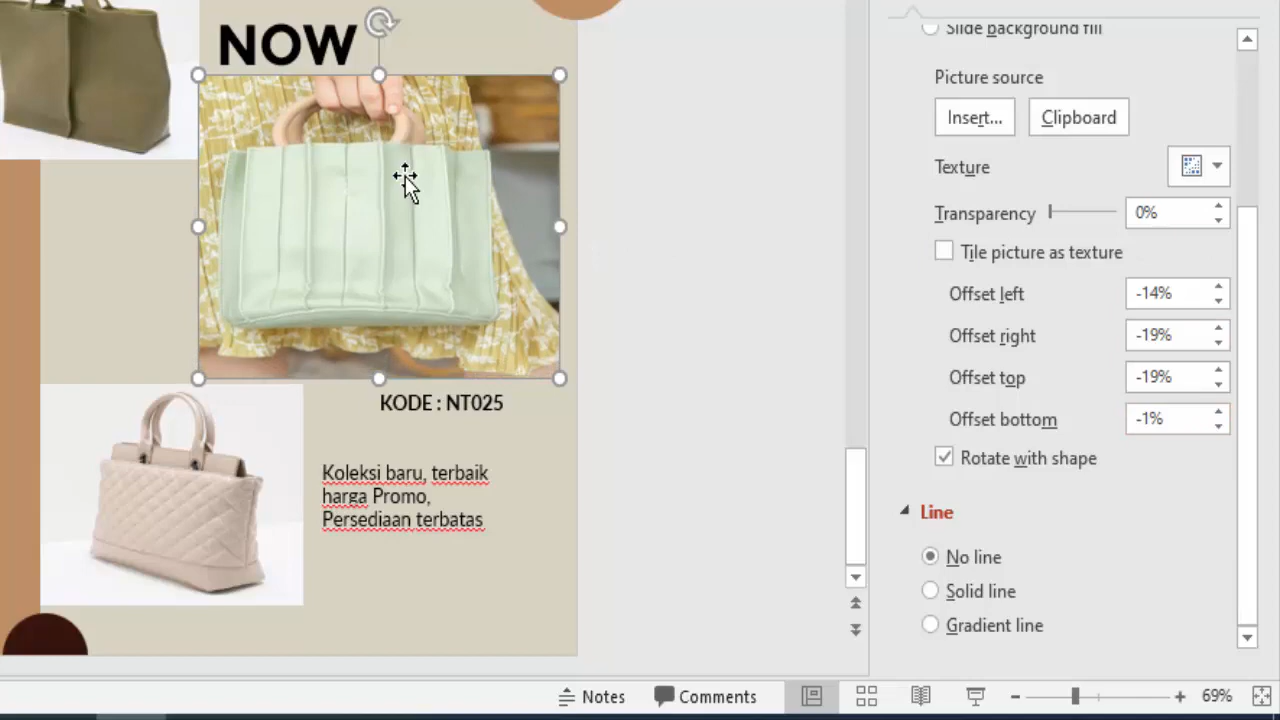 NOW
KODE : NT025
Koleksi baru, terbaik
harga Promo,
Persediaan terbatas
Slide background fill
Picture source
Insert...
Clipboard
Texture
Transparency
0%
Tile picture as texture
Offset left
-14%
Offset right
-19%
Offset top
-19%
Offset bottom
-1%
Rotate with shape
Line
No line
Solid line
Gradient line
Notes
Comments
69%